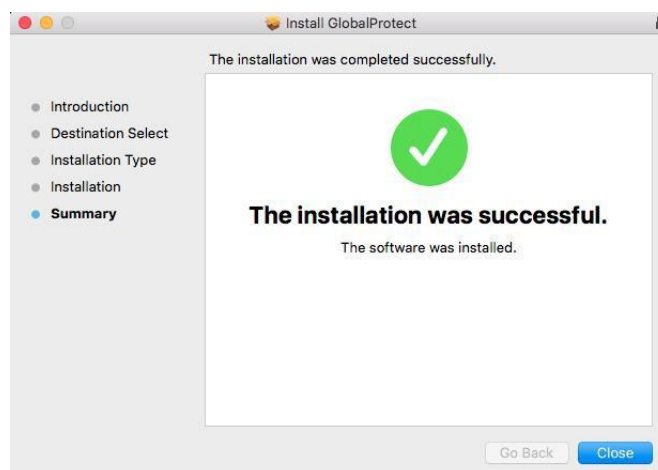 Install GlobalProtect
The installation was completed successfully.
Introduction
Destination Select
Installation Type
Installation
Summary
The installation was successful.
The software was installed.
Go Back
Close